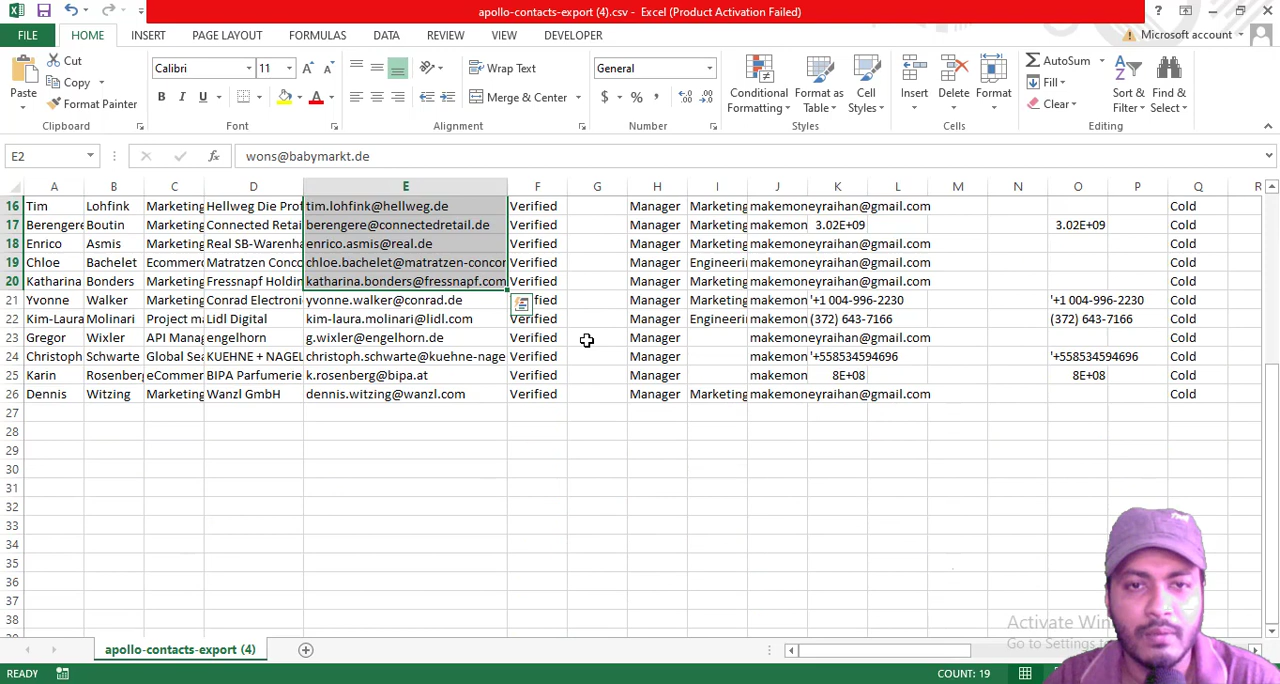 apollo-contacts-export (4).csv - Excel (Product Activation Failed)
FILE HOME INSERT PAGE LAYOUT FORMULAS DATA REVIEW VIEW DEVELOPER Microsoft account
Paste
Cut
Copy
Format Painter
Clipboard
Calibri 11
B I U
Font
Wrap Text
Merge & Center
Alignment
General
$ % ,
Number
Conditional Formatting
Format as Table
Cell Styles
Styles
Insert
Delete
Format
Cells
AutoSum
Fill
Clear
Sort & Filter
Find & Select
Editing
E2 fx wons@babymarkt.de
A B C D E F G H I J K L M N O P Q R
16 Tim Lohfink Marketing Hellweg Die Prof tim.lohfink@hellweg.de Verified Manager Marketing makemoneyraihan@gmail.com Cold
17 Berengere Boutin Marketing Connected Retai berengere@connectedretail.de Verified Manager Marketing makemon 3.02E+09 3.02E+09 Cold
18 Enrico Asmis Marketing Real SB-Warenha enrico.asmis@real.de Verified Manager Marketing makemoneyraihan@gmail.com Cold
19 Chloe Bachelet Ecommer Matratzen Conco chloe.bachelet@matratzen-concor Verified Manager Engineeri makemoneyraihan@gmail.com Cold
20 Katharina Bonders Marketing Fressnapf Holdin katharina.bonders@fressnapf.com Verified Manager Marketing makemoneyraihan@gmail.com Cold
21 Yvonne Walker Marketing Conrad Electroni yvonne.walker@conrad.de fied Manager Marketing makemon '+1 004-996-2230 '+1 004-996-2230 Cold
22 Kim-Laura Molinari Project ma Lidl Digital kim-laura.molinari@lidl.com Verified Manager Engineeri makemon (372) 643-7166 (372) 643-7166 Cold
23 Gregor Wixler API Manag engelhorn g.wixler@engelhorn.de Verified Manager makemoneyraihan@gmail.com Cold
24 Christoph Schwarte Global Sea KUEHNE + NAGEL christoph.schwarte@kuehne-nage Verified Manager makemon '+558534594696 '+558534594696 Cold
25 Karin Rosenberg eCommer BIPA Parfumerie k.rosenberg@bipa.at Verified Manager makemon 8E+08 8E+08 Cold
26 Dennis Witzing Marketing Wanzl GmbH dennis.witzing@wanzl.com Verified Manager Marketing makemoneyraihan@gmail.com Cold
27
28
29
30
31
32
33
34
35
36
37
38
Activate Win
Go to Settings
apollo-contacts-export (4)
READY COUNT: 19